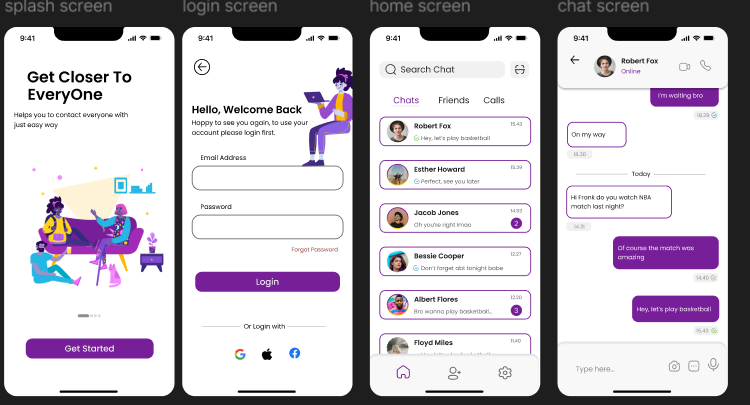 splash screen
9:41
Get Closer To
EveryOne
Helps you to contact everyone with
just easy way
Get Started
login screen
9:41
Hello, Welcome Back
Happy to see you again, to use your
account please login first.
Email Address
Password
Forgot Password
Login
Or Login with
home screen
9:41
Search Chat
Chats Friends Calls
Robert Fox 15.43
Hey, let's play basketball
Esther Howard 15.29
Perfect, see you later
Jacob Jones 14.53
Oh you're right lmao 2
Bessie Cooper 12.27
Don't forget abt tonight babe
Albert Flores 12.20
Bro wanna play basketball.. 3
Floyd Miles 11.40
chat screen
9:41
Robert Fox
Online
I'm waiting bro
18.29
On my way
18.30
Today
Hi Frank do you watch NBA
match last night?
14.31
Of course the match was
amazing
14.40
Hey, let's play basketball
15.43
Type here...